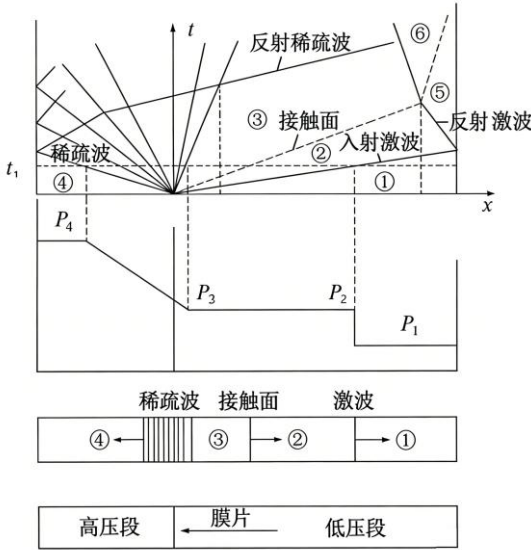 t
⑥
反射稀疏波
⑤
③ 接触面
反射激波
② 入射激波
稀疏波
t₁
④
①
x
P₄
P₃
P₂
P₁
稀疏波 接触面 激波
④ ③ ② ①
高压段 膜片 低压段